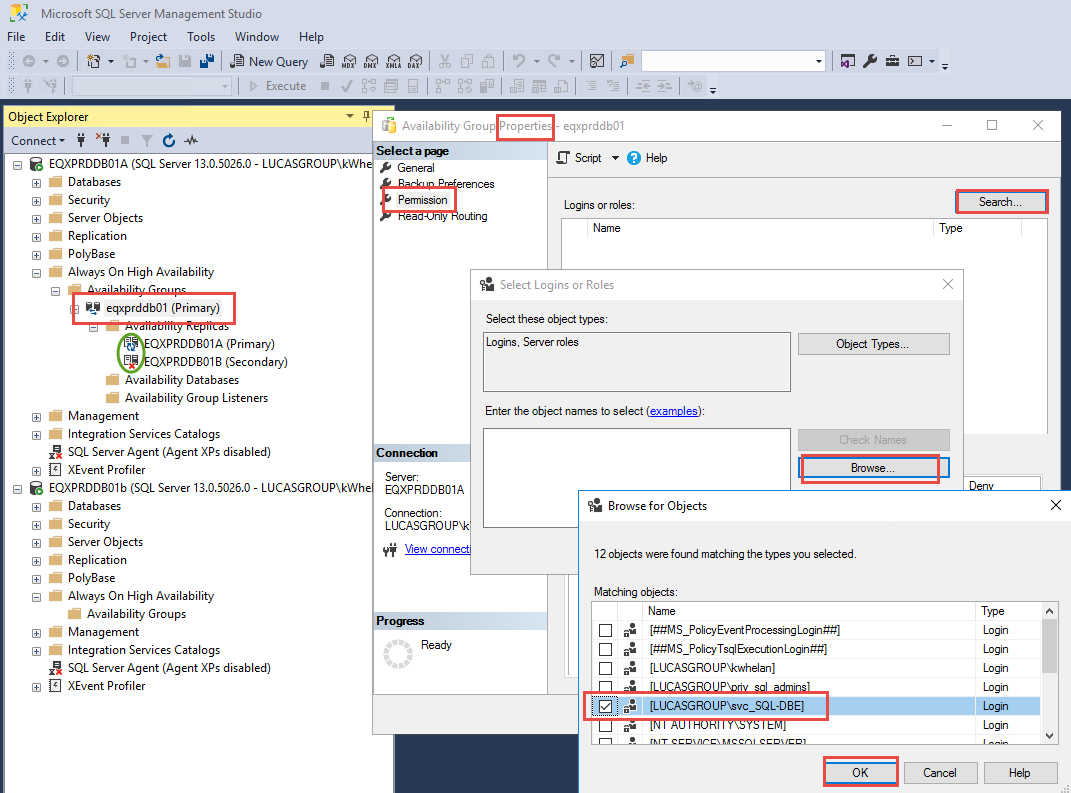 Microsoft SQL Server Management Studio
File Edit View Project Tools Window Help
New Query MDX DMX XMLA DAX
Execute
Object Explorer
Connect
EQXPRDDB01A (SQL Server 13.0.5026.0 - LUCASGROUP\kWhe
Databases
Security
Server Objects
Replication
PolyBase
Always On High Availability
Availability Groups
eqxprddb01 (Primary)
Availability Replicas
EQXPRDDB01A (Primary)
EQXPRDDB01B (Secondary)
Availability Databases
Availability Group Listeners
Management
Integration Services Catalogs
SQL Server Agent (Agent XPs disabled)
XEvent Profiler
EQXPRDDB01b (SQL Server 13.0.5026.0 - LUCASGROUP\kWhe
Databases
Security
Server Objects
Replication
PolyBase
Always On High Availability
Availability Groups
Management
Integration Services Catalogs
SQL Server Agent (Agent XPs disabled)
XEvent Profiler
Availability Group Properties - eqxprddb01
Select a page
General
Backup Preferences
Permission
Read-Only Routing
Script Help
Logins or roles:
Search...
Name Type
Connection
Server:
EQXPRDDB01A
Connection:
LUCASGROUP\k
View connecti
Progress
Ready
Deny
Select Logins or Roles
Select these object types:
Logins, Server roles
Object Types...
Enter the object names to select (examples):
Check Names
Browse...
Browse for Objects
12 objects were found matching the types you selected.
Matching objects:
Name Type
[##MS_PolicyEventProcessingLogin##] Login
[##MS_PolicyTsqlExecutionLogin##] Login
[LUCASGROUP\kwhelan] Login
[LUCASGROUP\priv_sql_admins] Login
[LUCASGROUP\svc_SQL-DBE] Login
[NT AUTHORITY\SYSTEM] Login
[NT SERVICE\MSSQLSERVER] Login
OK Cancel Help